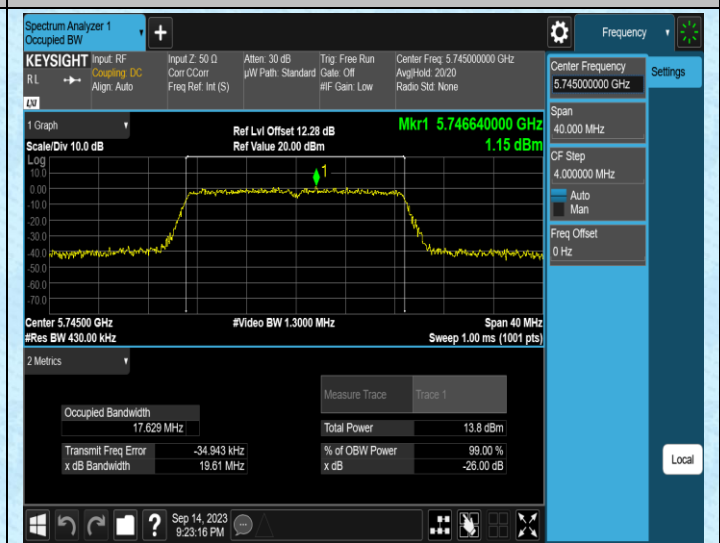 Spectrum Analyzer 1
Occupied BW
+
Frequency
KEYSIGHT
R L
LXI
Input: RF
Coupling: DC
Align: Auto
Input Z: 50 Ω
Corr CCorr
Freq Ref: Int (S)
Atten: 30 dB
µW Path: Standard
Trig: Free Run
Gate: Off
#IF Gain: Low
Center Freq: 5.745000000 GHz
Avg|Hold: 20/20
Radio Std: None
Center Frequency
5.745000000 GHz
Settings
Span
40.000 MHz
CF Step
4.000000 MHz
Auto
Man
Freq Offset
0 Hz
1 Graph
Scale/Div 10.0 dB
Ref Lvl Offset 12.28 dB
Ref Value 20.00 dBm
Mkr1 5.746640000 GHz
1.15 dBm
Log
10.0
0.00
-10.0
-20.0
-30.0
-40.0
-50.0
-60.0
-70.0
1
Center 5.74500 GHz
#Res BW 430.00 kHz
#Video BW 1.3000 MHz
Span 40 MHz
Sweep 1.00 ms (1001 pts)
2 Metrics
Measure Trace Trace 1
Occupied Bandwidth
17.629 MHz
Total Power 13.8 dBm
Transmit Freq Error -34.943 kHz
% of OBW Power 99.00 %
x dB Bandwidth 19.61 MHz
x dB -26.00 dB
Local
?
Sep 14, 2023
9:23:16 PM